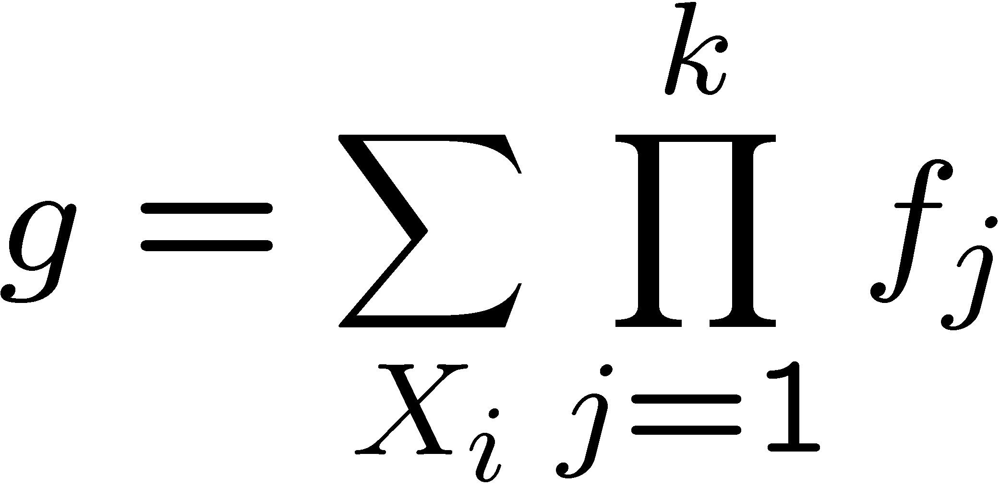 g = \sum_{X_i} \prod_{j=1}^{k} f_j